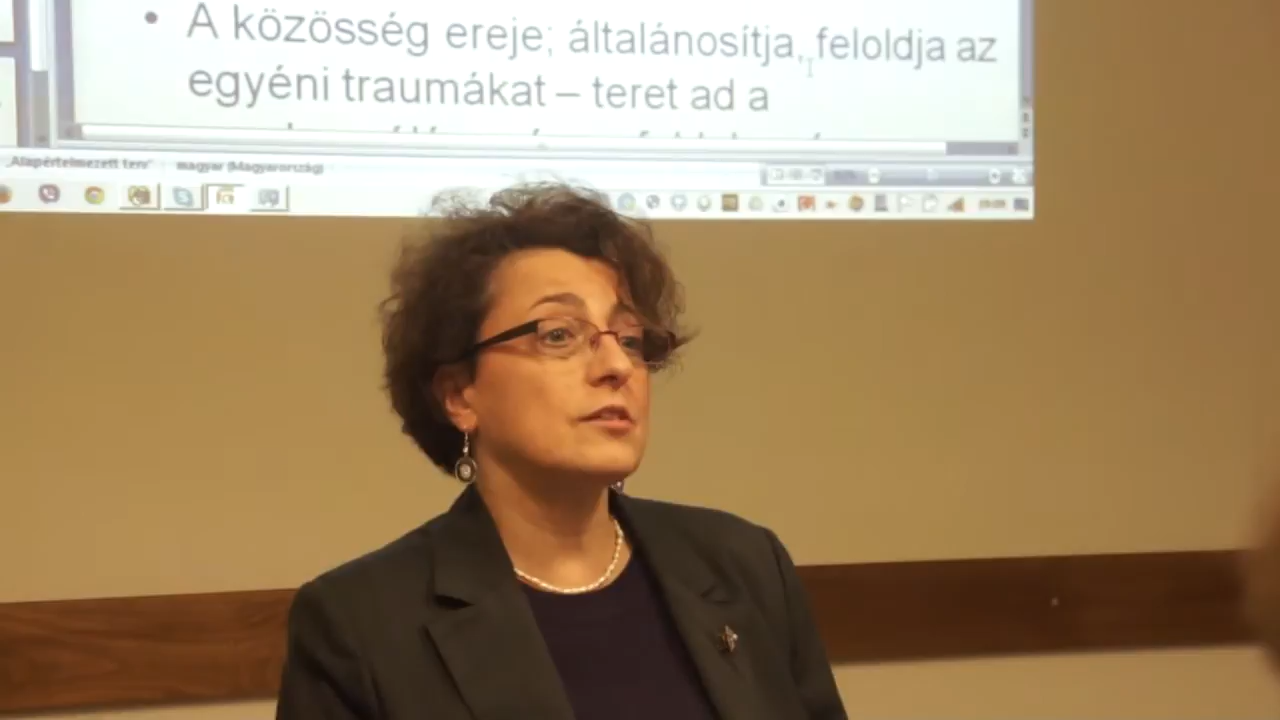 • A közösség ereje; általánosítja, feloldja az
egyéni traumákat – teret ad a
„Alapértelmezett terv” magyar (Magyarország)